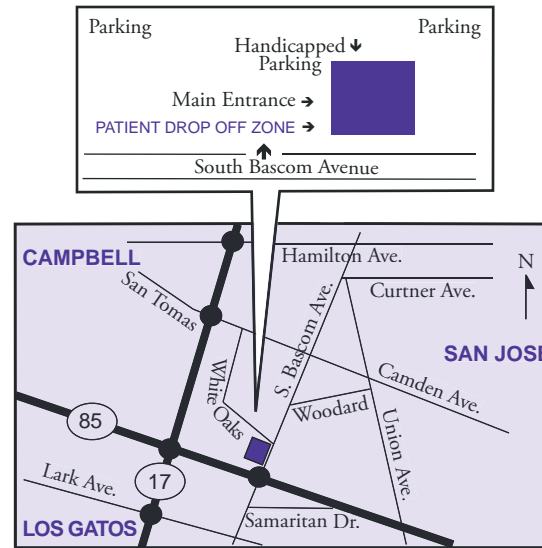 Parking
Parking
Handicapped
Parking
Main Entrance
PATIENT DROP OFF ZONE
South Bascom Avenue
CAMPBELL
Hamilton Ave.
N
San Tomas
Curtner Ave.
S. Bascom Ave.
SAN JOSE
White Oaks
Camden Ave.
Woodard
85
Union Ave.
Lark Ave.
17
LOS GATOS
Samaritan Dr.